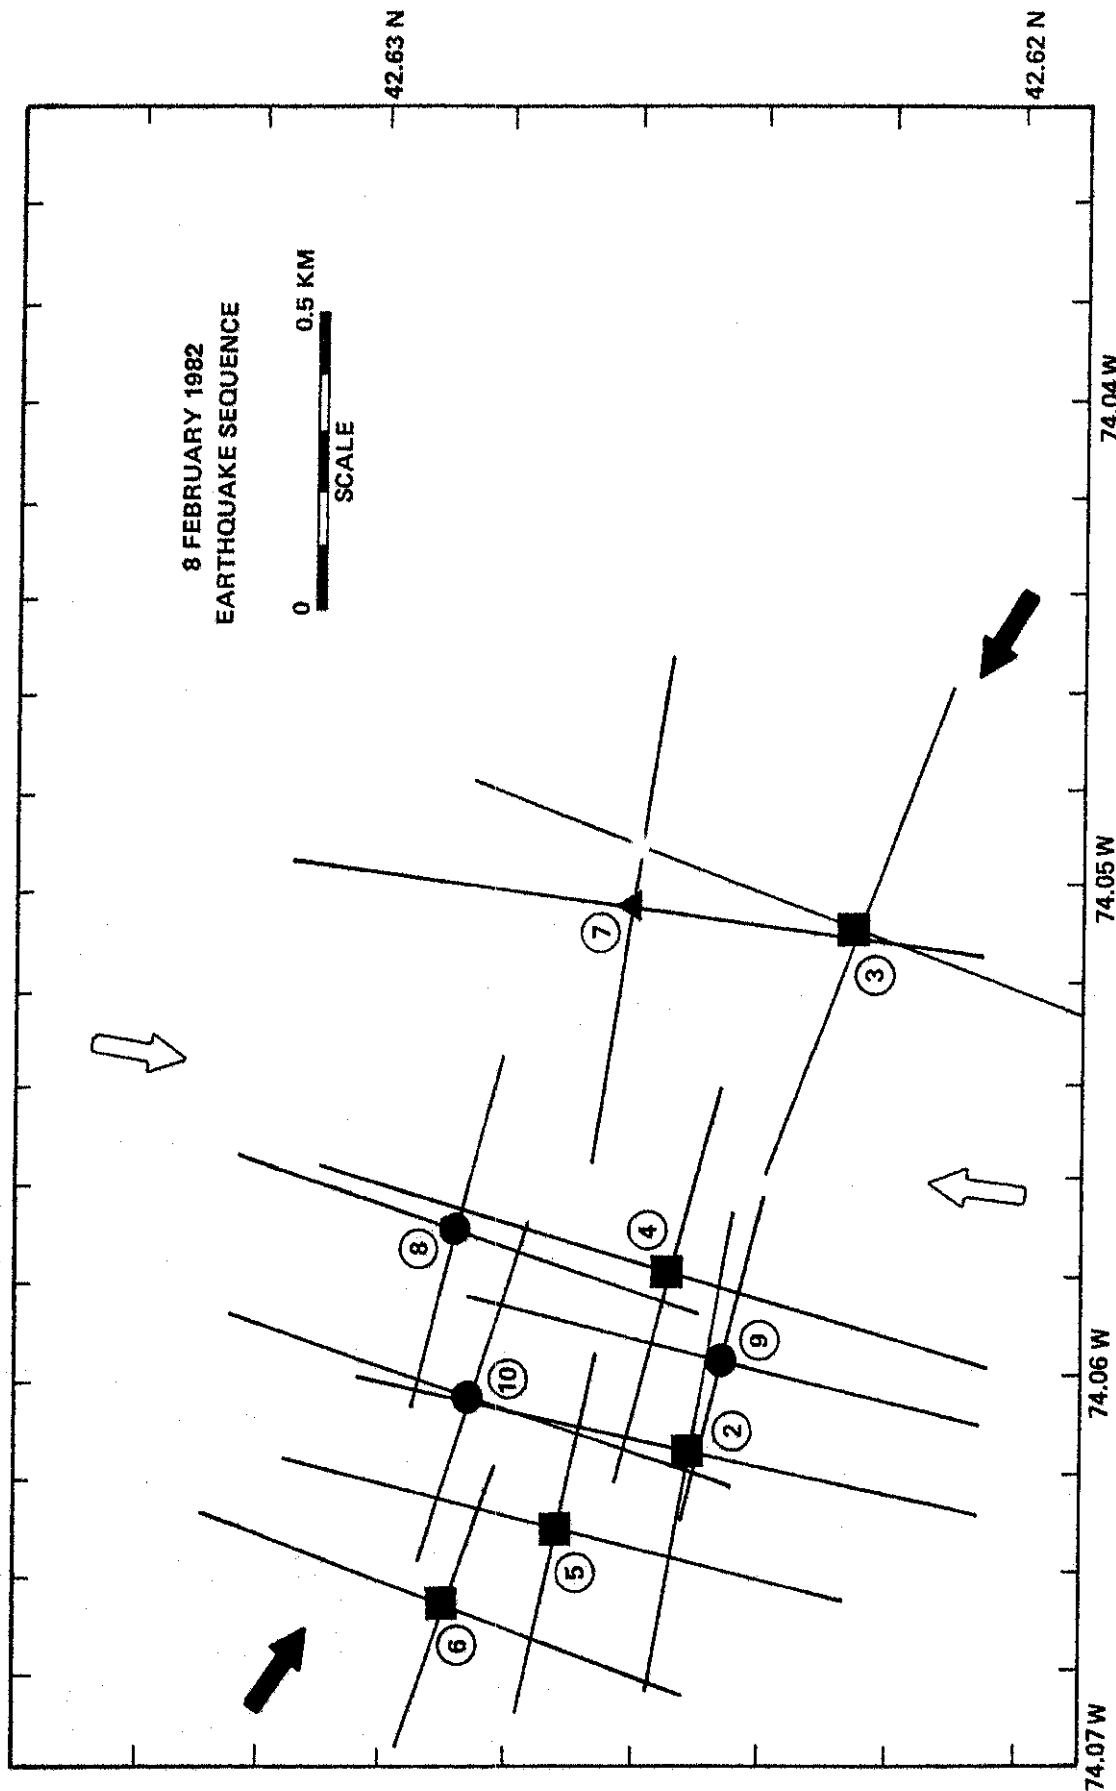 8 FEBRUARY 1982
EARTHQUAKE SEQUENCE
0
0.5 KM
SCALE
42.63 N
42.62 N
6
5
10
8
2
9
4
7
3
74.07 W
74.06 W
74.05 W
74.04 W